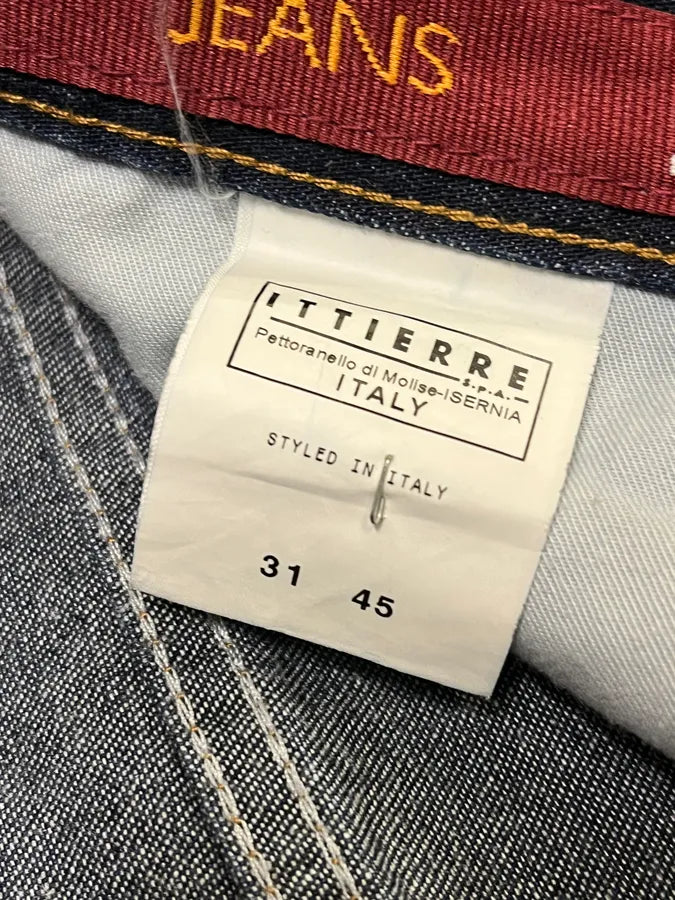 JEANS
ITTIERRE
S.P.A.
Pettoranello di Molise-ISERNIA
ITALY
STYLED IN ITALY
31 45